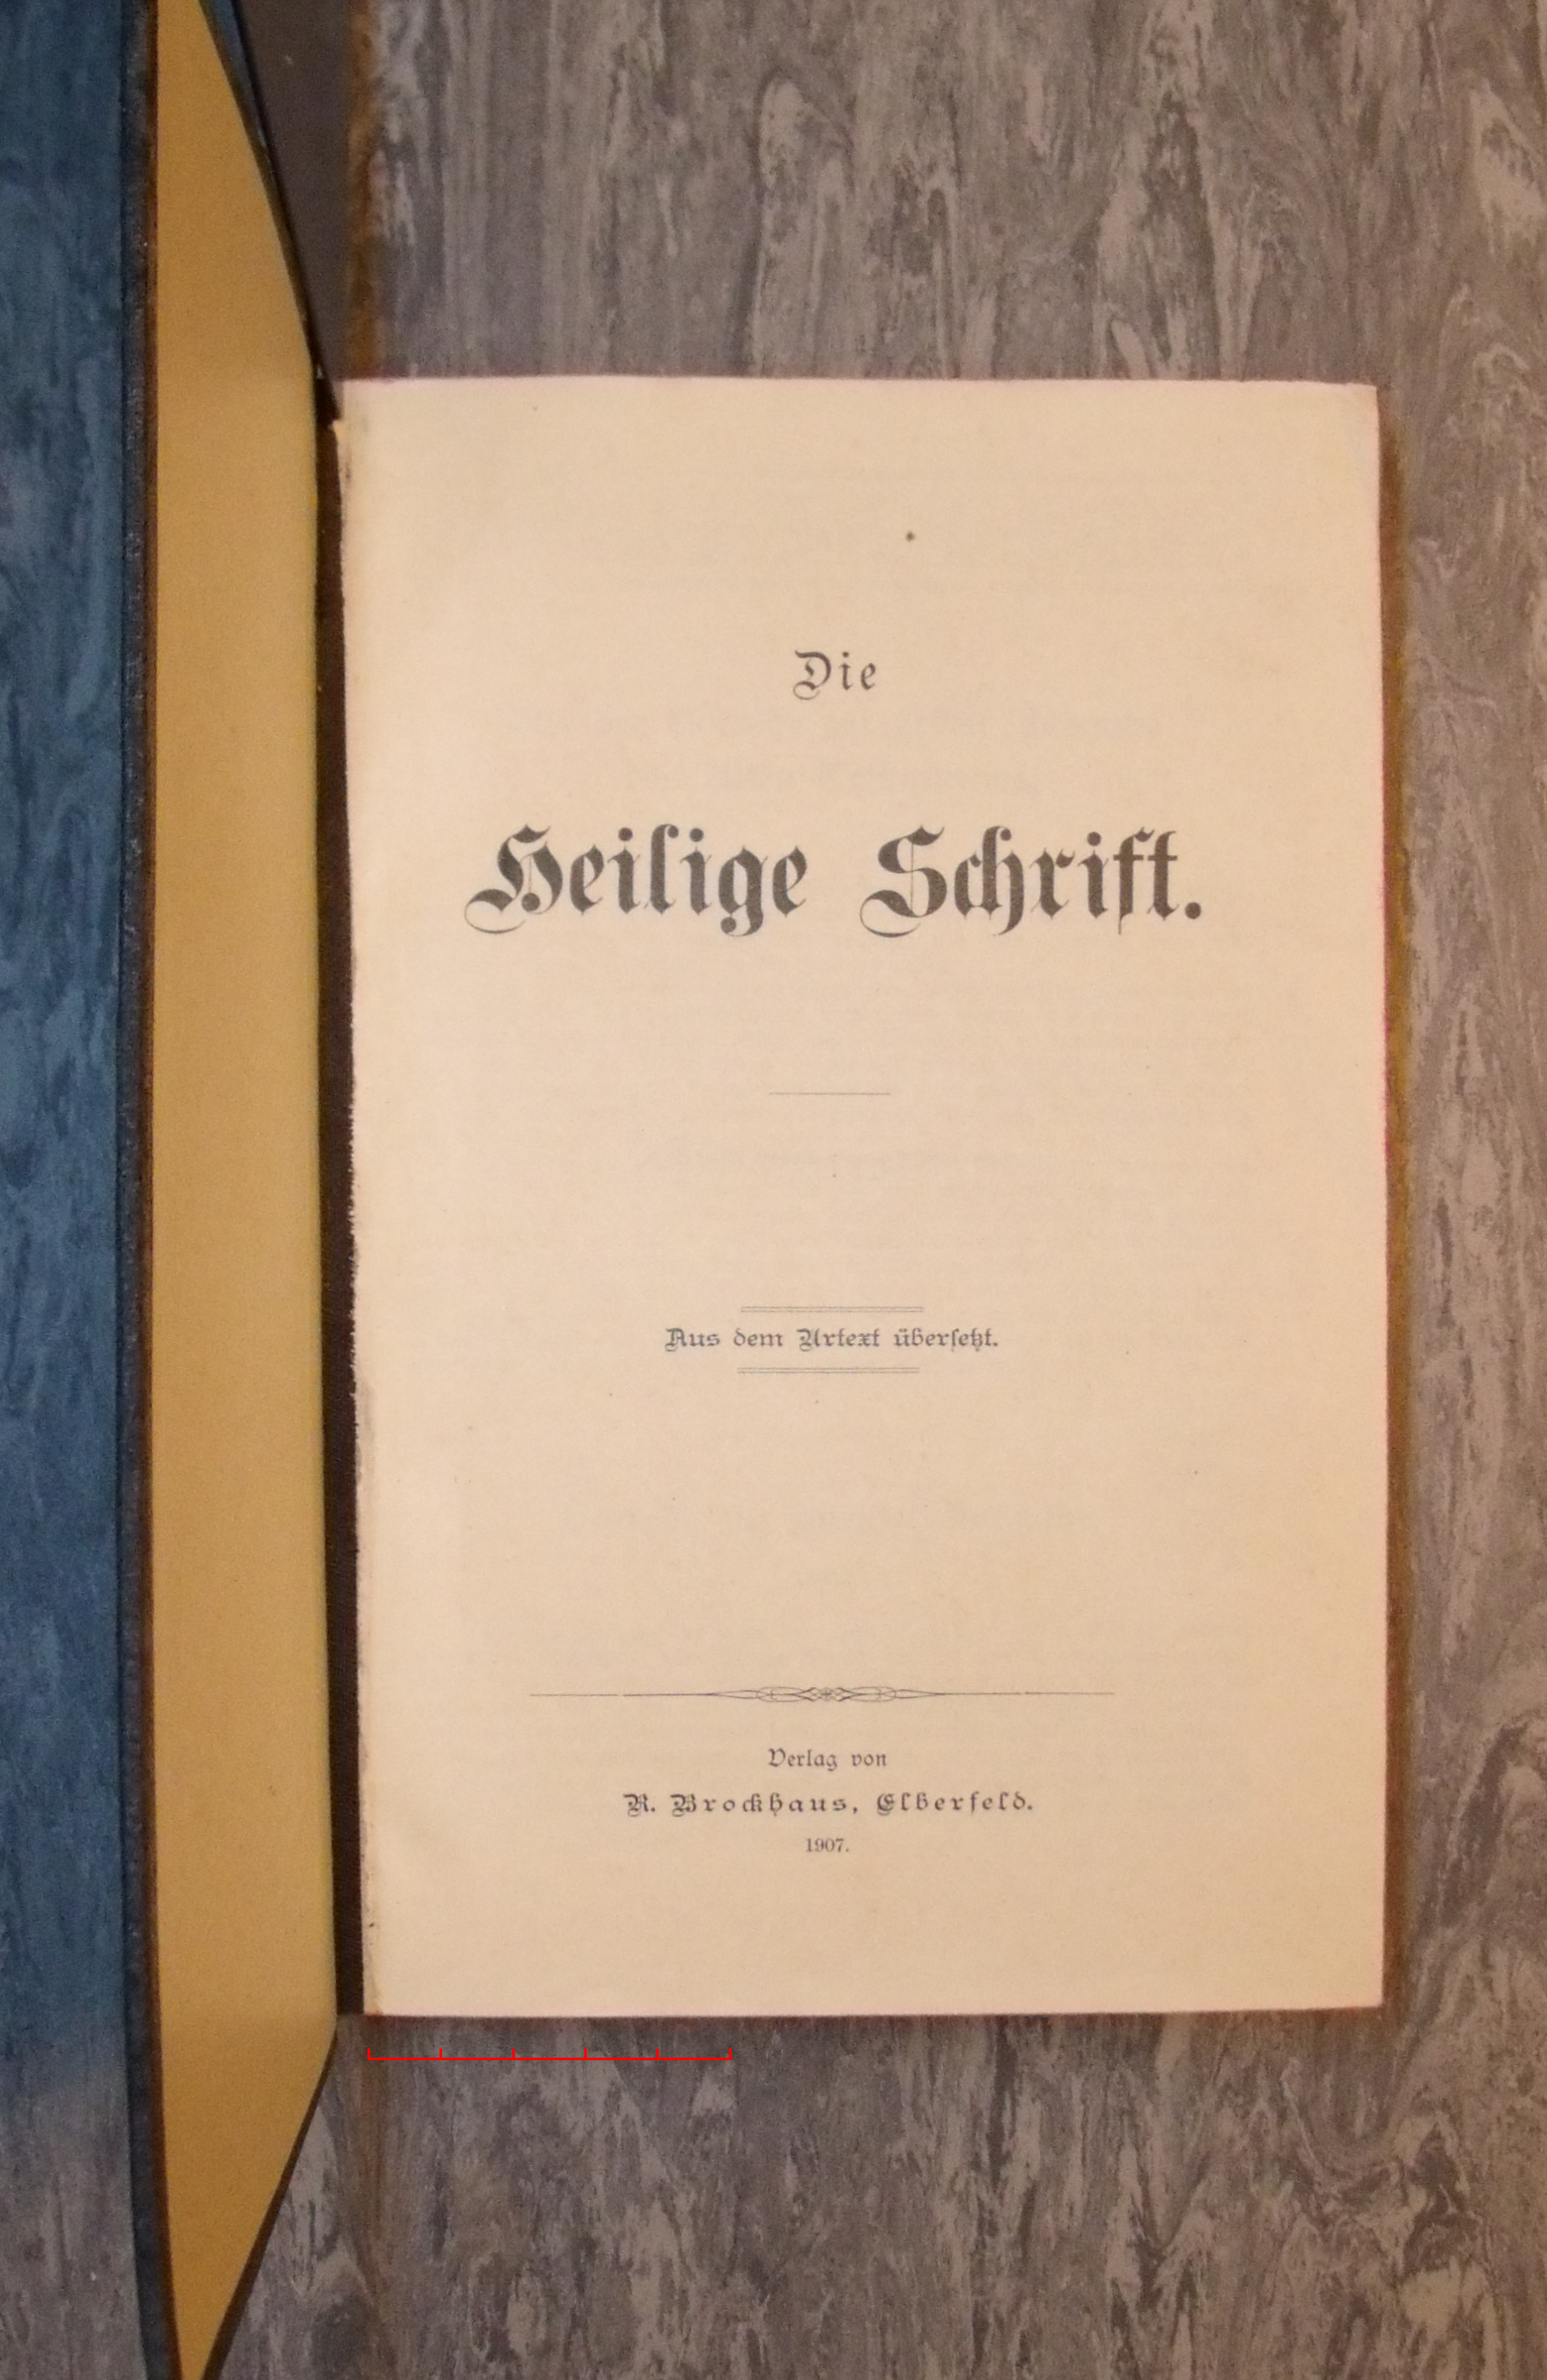 Die
Heilige Schrift.
Aus dem Urtext überſetzt.
Verlag von
R. Brockhaus, Elberfeld.
1907.